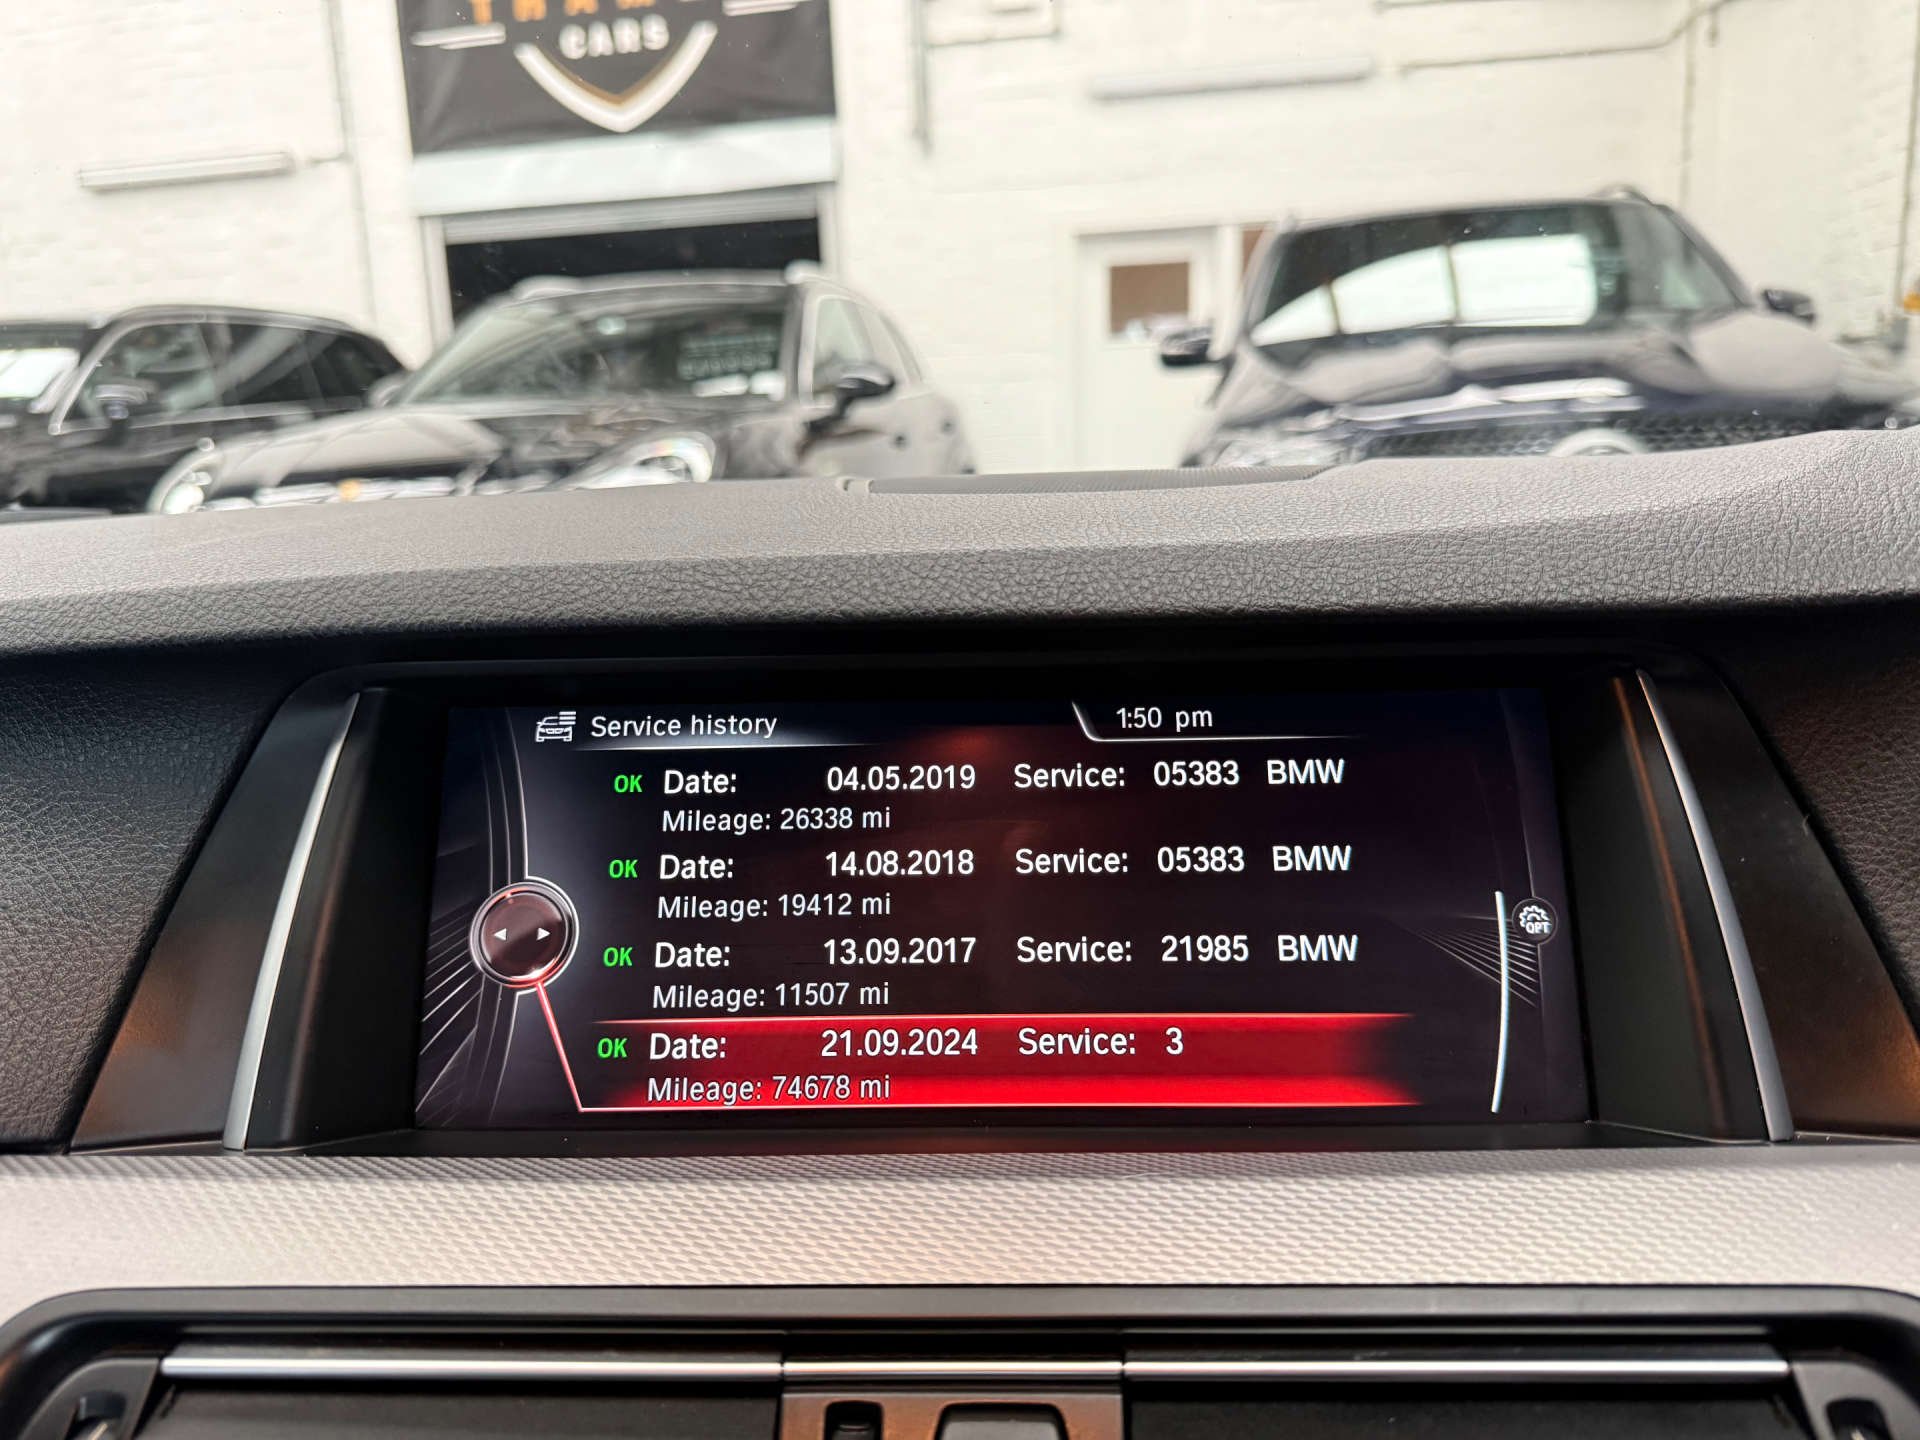 CARS
Service history
1:50 pm
OK Date: 04.05.2019 Service: 05383 BMW
Mileage: 26338 mi
OK Date: 14.08.2018 Service: 05383 BMW
Mileage: 19412 mi
OK Date: 13.09.2017 Service: 21985 BMW
Mileage: 11507 mi
OK Date: 21.09.2024 Service: 3
Mileage: 74678 mi
OPT